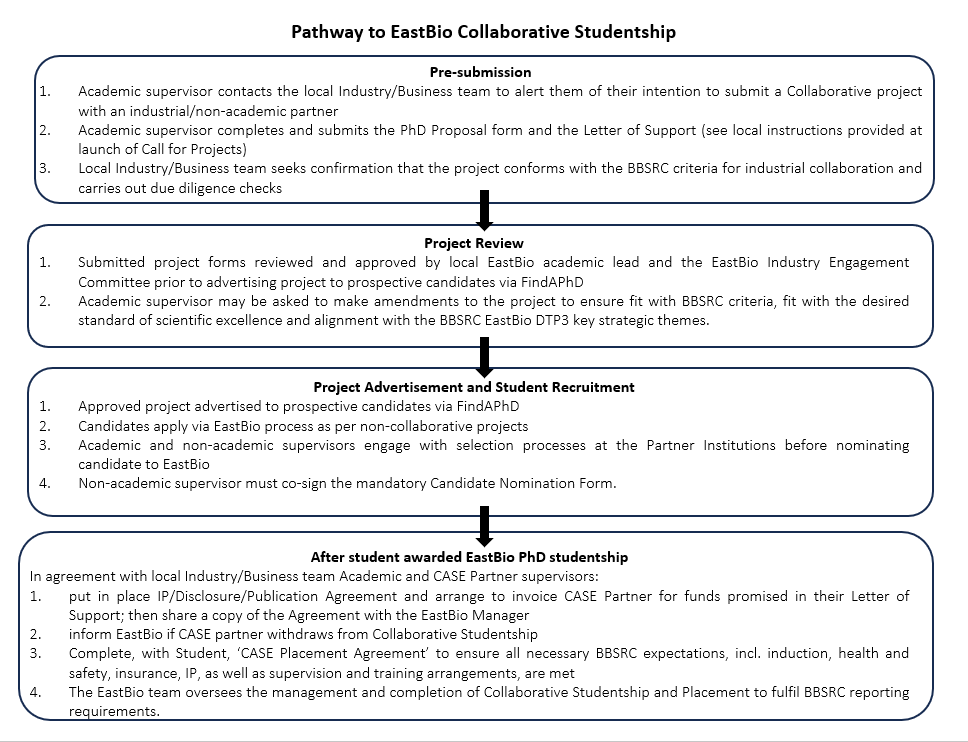 Pathway to EastBio Collaborative Studentship
Pre-submission
1. Academic supervisor contacts the local Industry/Business team to alert them of their intention to submit a Collaborative project
with an industrial/non-academic partner
2. Academic supervisor completes and submits the PhD Proposal form and the Letter of Support (see local instructions provided at
launch of Call for Projects)
3. Local Industry/Business team seeks confirmation that the project conforms with the BBSRC criteria for industrial collaboration and
carries out due diligence checks
Project Review
1. Submitted project forms reviewed and approved by local EastBio academic lead and the EastBio Industry Engagement
Committee prior to advertising project to prospective candidates via FindAPhD
2. Academic supervisor may be asked to make amendments to the project to ensure fit with BBSRC criteria, fit with the desired
standard of scientific excellence and alignment with the BBSRC EastBio DTP3 key strategic themes.
Project Advertisement and Student Recruitment
1. Approved project advertised to prospective candidates via FindAPhD
2. Candidates apply via EastBio process as per non-collaborative projects
3. Academic and non-academic supervisors engage with selection processes at the Partner Institutions before nominating
candidate to EastBio
4. Non-academic supervisor must co-sign the mandatory Candidate Nomination Form.
After student awarded EastBio PhD studentship
In agreement with local Industry/Business team Academic and CASE Partner supervisors:
1. put in place IP/Disclosure/Publication Agreement and arrange to invoice CASE Partner for funds promised in their Letter of
Support; then share a copy of the Agreement with the EastBio Manager
2. inform EastBio if CASE partner withdraws from Collaborative Studentship
3. Complete, with Student, ‘CASE Placement Agreement’ to ensure all necessary BBSRC expectations, incl. induction, health and
safety, insurance, IP, as well as supervision and training arrangements, are met
4. The EastBio team oversees the management and completion of Collaborative Studentship and Placement to fulfil BBSRC reporting
requirements.